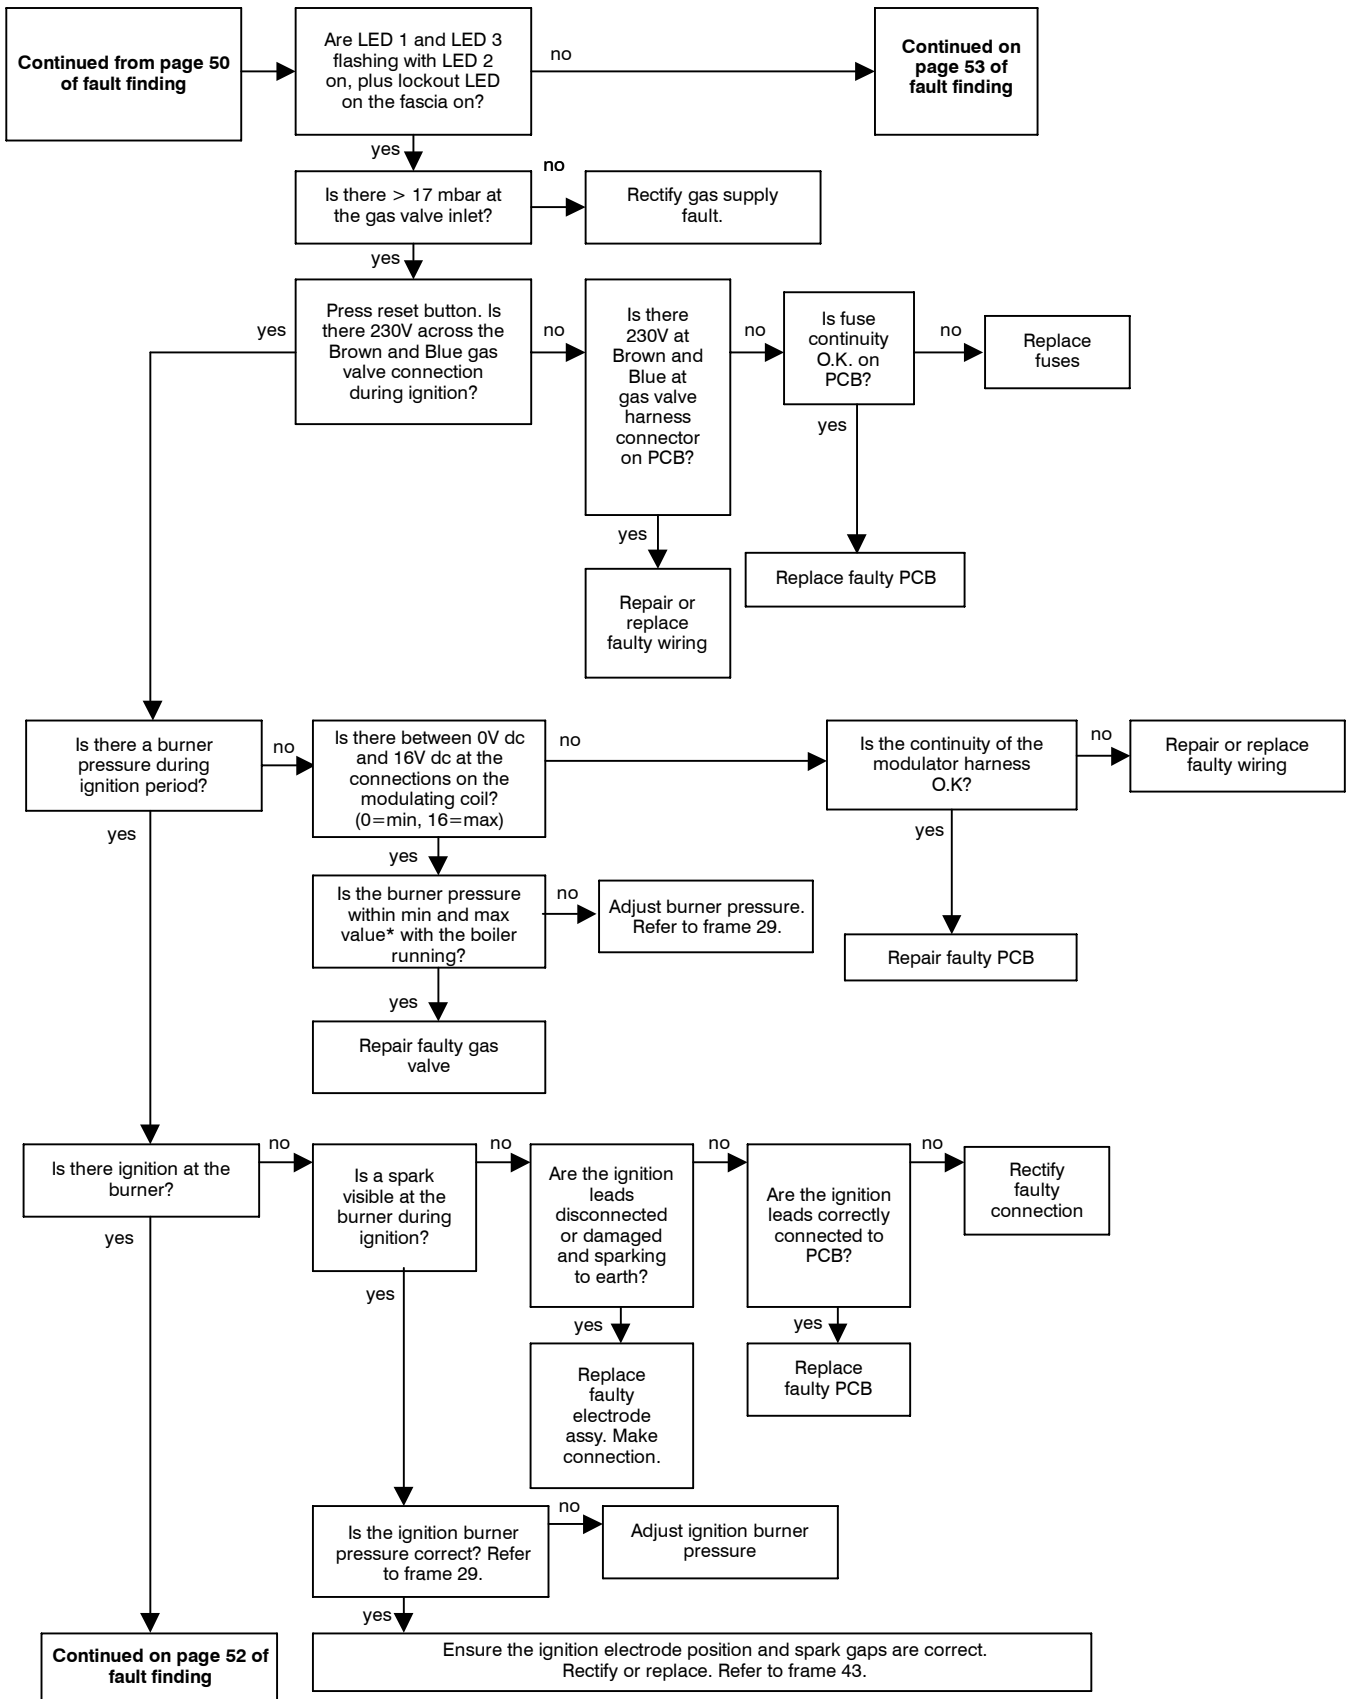 Continued from page 50
of fault finding
Are LED 1 and LED 3
flashing with LED 2
on, plus lockout LED
on the fascia on?
no
Continued on
page 53 of
fault finding
yes
Is there > 17 mbar at
the gas valve inlet?
no
Rectify gas supply
fault.
yes
Press reset button. Is
there 230V across the
Brown and Blue gas
valve connection
during ignition?
yes
no
Is there
230V at
Brown and
Blue at
gas valve
harness
connector
on PCB?
no
Is fuse
continuity
O.K. on
PCB?
no
Replace
fuses
yes
Replace faulty PCB
yes
Repair or
replace
faulty wiring
Is there a burner
pressure during
ignition period?
no
Is there between 0V dc
and 16V dc at the
connections on the
modulating coil?
(0=min, 16=max)
no
Is the continuity of the
modulator harness
O.K?
no
Repair or replace
faulty wiring
yes
Repair faulty PCB
yes
Is the burner pressure
within min and max
value* with the boiler
running?
no
Adjust burner pressure.
Refer to frame 29.
yes
Repair faulty gas
valve
yes
Is there ignition at the
burner?
no
Is a spark
visible at the
burner during
ignition?
no
Are the ignition
leads
disconnected
or damaged
and sparking
to earth?
no
Are the ignition
leads correctly
connected to
PCB?
no
Rectify
faulty
connection
yes
Replace
faulty PCB
yes
Replace
faulty
electrode
assy. Make
connection.
yes
Is the ignition burner
pressure correct? Refer
to frame 29.
no
Adjust ignition burner
pressure
yes
Ensure the ignition electrode position and spark gaps are correct.
Rectify or replace. Refer to frame 43.
yes
Continued on page 52 of
fault finding